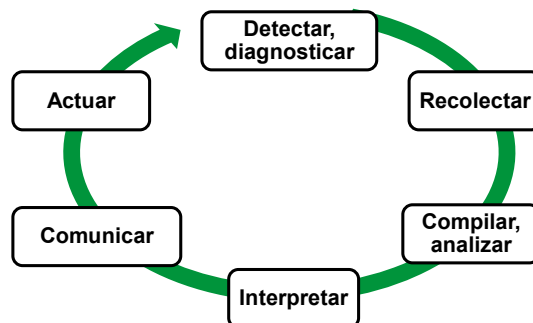 Detectar,
diagnosticar
Recolectar
Compilar,
analizar
Interpretar
Comunicar
Actuar